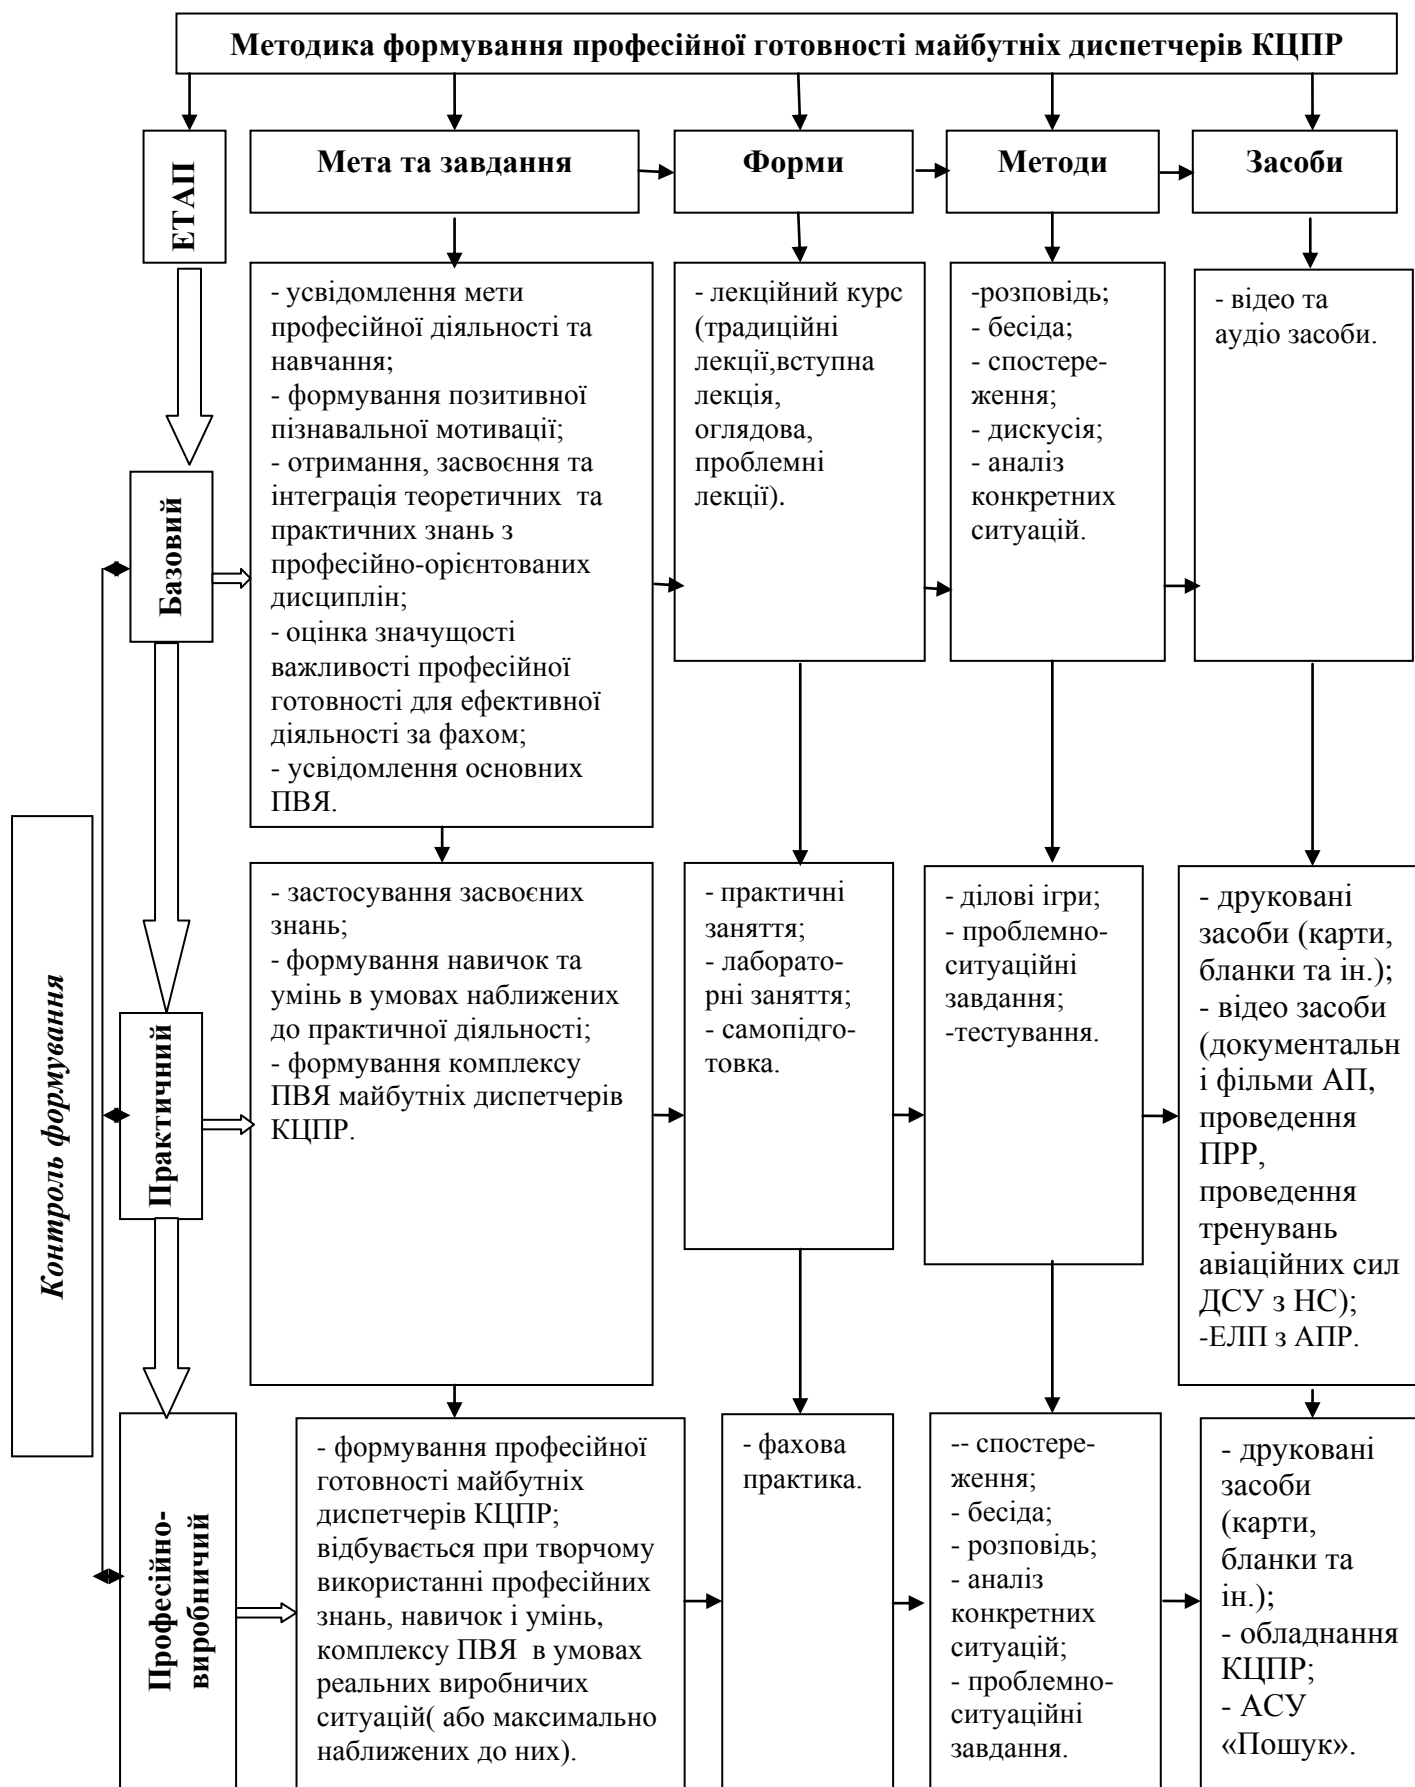 Методика формування професійної готовності майбутніх диспетчерів КЦПР
ЕТАП
Мета та завдання
Форми
Методи
Засоби
Базовий
- усвідомлення мети
професійної діяльності та
навчання;
- формування позитивної
пізнавальної мотивації;
- отримання, засвоєння та
інтеграція теоретичних та
практичних знань з
професійно-орієнтованих
дисциплін;
- оцінка значущості
важливості професійної
готовності для ефективної
діяльності за фахом;
- усвідомлення основних
ПВЯ.
- лекційний курс
(традиційні
лекції,вступна
лекція,
оглядова,
проблемні
лекції).
-розповідь;
- бесіда;
- спостере-
ження;
- дискусія;
- аналіз
конкретних
ситуацій.
- відео та
аудіо засоби.
Контроль формування
Практичний
- застосування засвоєних
знань;
- формування навичок та
умінь в умовах наближених
до практичної діяльності;
- формування комплексу
ПВЯ майбутніх диспетчерів
КЦПР.
- практичні
заняття;
- лаборато-
рні заняття;
- самопідго-
товка.
- ділові ігри;
- проблемно-
ситуаційні
завдання;
-тестування.
- друковані
засоби (карти,
бланки та ін.);
- відео засоби
(документальн
і фільми АП,
проведення
ПРР,
проведення
тренувань
авіаційних сил
ДСУ з НС);
-ЕЛП з АПР.
Професійно-
виробничий
- формування професійної
готовності майбутніх
диспетчерів КЦПР;
відбувається при творчому
використанні професійних
знань, навичок і умінь,
комплексу ПВЯ в умовах
реальних виробничих
ситуацій( або максимально
наближених до них).
- фахова
практика.
-- спостере-
ження;
- бесіда;
- розповідь;
- аналіз
конкретних
ситуацій;
- проблемно-
ситуаційні
завдання.
- друковані
засоби
(карти,
бланки та
ін.);
- обладнання
КЦПР;
- АСУ
«Пошук».